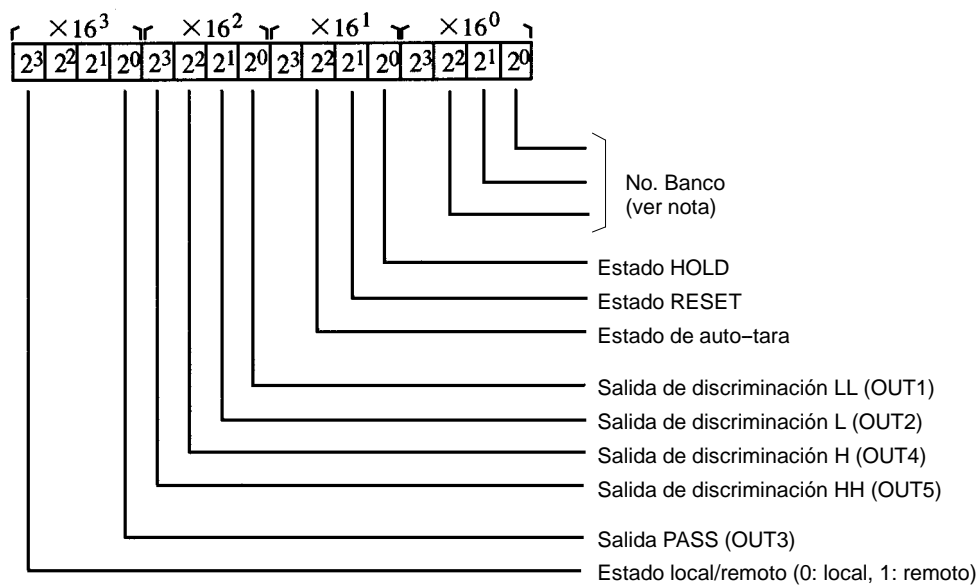 ×16³ ×16² ×16¹ ×16⁰
2³ 2² 2¹ 2⁰ 2³ 2² 2¹ 2⁰ 2³ 2² 2¹ 2⁰ 2³ 2² 2¹ 2⁰
No. Banco
(ver nota)
Estado HOLD
Estado RESET
Estado de auto−tara
Salida de discriminación LL (OUT1)
Salida de discriminación L (OUT2)
Salida de discriminación H (OUT4)
Salida de discriminación HH (OUT5)
Salida PASS (OUT3)
Estado local/remoto (0: local, 1: remoto)